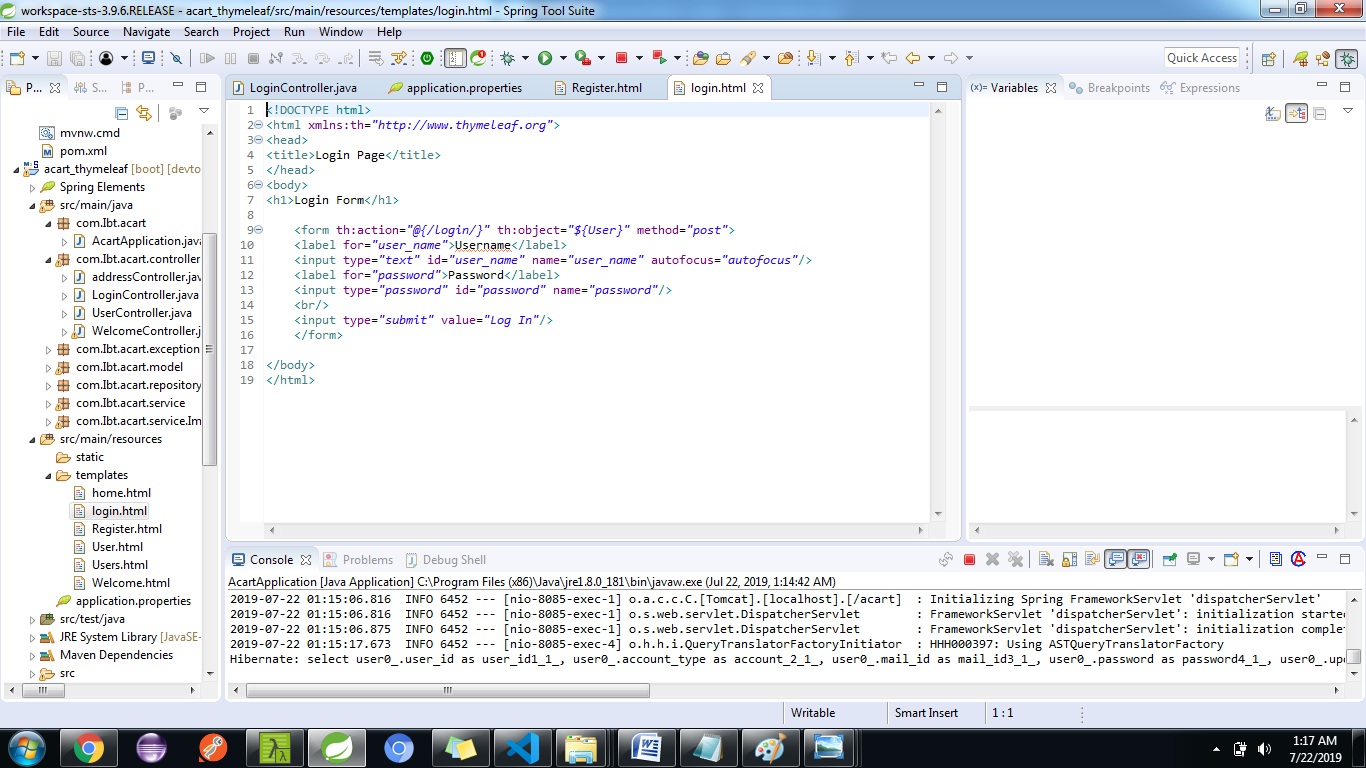 workspace-sts-3.9.6.RELEASE - acart_thymeleaf/src/main/resources/templates/login.html - Spring Tool Suite
File Edit Source Navigate Search Project Run Window Help
Quick Access
P... S... P...
mvnw.cmd
pom.xml
acart_thymeleaf [boot] [devto
Spring Elements
src/main/java
com.lbt.acart
AcartApplication.java
com.lbt.acart.controller
addressController.jav
LoginController.java
UserController.java
WelcomeController.j
com.lbt.acart.exception
com.lbt.acart.model
com.lbt.acart.repository
com.lbt.acart.service
com.lbt.acart.service.Im
src/main/resources
static
templates
home.html
login.html
Register.html
User.html
Users.html
Welcome.html
application.properties
src/test/java
JRE System Library [JavaSE-
Maven Dependencies
src
LoginController.java application.properties Register.html login.html
1 <!DOCTYPE html>
2 <html xmlns:th="http://www.thymeleaf.org">
3 <head>
4 <title>Login Page</title>
5 </head>
6 <body>
7 <h1>Login Form</h1>
8
9 <form th:action="@{/login/}" th:object="${User}" method="post">
10 <label for="user_name">Username</label>
11 <input type="text" id="user_name" name="user_name" autofocus="autofocus"/>
12 <label for="password">Password</label>
13 <input type="password" id="password" name="password"/>
14 <br/>
15 <input type="submit" value="Log In"/>
16 </form>
17
18 </body>
19 </html>
(x)= Variables Breakpoints Expressions
Console Problems Debug Shell
AcartApplication [Java Application] C:\Program Files (x86)\Java\jre1.8.0_181\bin\javaw.exe (Jul 22, 2019, 1:14:42 AM)
2019-07-22 01:15:06.816 INFO 6452 --- [nio-8085-exec-1] o.a.c.c.C.[Tomcat].[localhost].[/acart] : Initializing Spring FrameworkServlet 'dispatcherServlet'
2019-07-22 01:15:06.816 INFO 6452 --- [nio-8085-exec-1] o.s.web.servlet.DispatcherServlet : FrameworkServlet 'dispatcherServlet': initialization started
2019-07-22 01:15:06.875 INFO 6452 --- [nio-8085-exec-1] o.s.web.servlet.DispatcherServlet : FrameworkServlet 'dispatcherServlet': initialization complet
2019-07-22 01:15:17.673 INFO 6452 --- [nio-8085-exec-4] o.h.h.i.QueryTranslatorFactoryInitiator : HHH000397: Using ASTQueryTranslatorFactory
Hibernate: select user0_.user_id as user_id1_1_, user0_.account_type as account_2_1_, user0_.mail_id as mail_id3_1_, user0_.password as password4_1_, user0_.upd
Writable Smart Insert 1 : 1
1:17 AM
7/22/2019